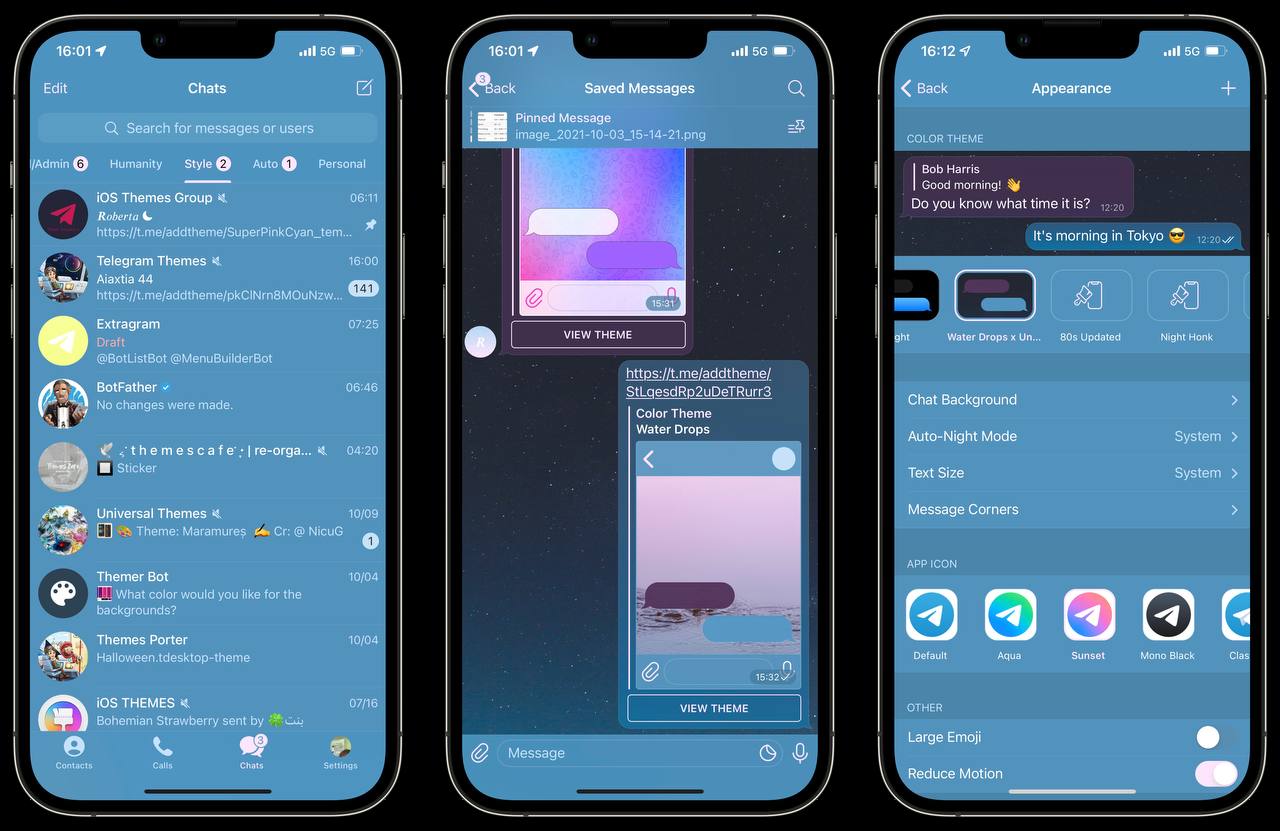 16:01
5G
Edit
Chats
Search for messages or users
/Admin 6
Humanity
Style 2
Auto 1
Personal
iOS Themes Group
06:11
Roberta
https://t.me/addtheme/SuperPinkCyan_tem...
Telegram Themes
16:00
Aiaxtia 44
https://t.me/addtheme/pkClNrn8MOuNzw...
141
Extragram
07:25
Draft
@BotListBot @MenuBuilderBot
BotFather
06:46
No changes were made.
t h e m e s c a f e | re-orga...
04:20
Sticker
Universal Themes
10/09
Theme: Maramureș ✍️ Cr: @ NicuG
1
Themer Bot
10/04
What color would you like for the
backgrounds?
Themes Porter
10/04
Halloween.tdesktop-theme
iOS THEMES
07/16
Bohemian Strawberry sent by 🍀بنت
3
Contacts
Calls
Chats
Settings
16:01
5G
3
Back
Saved Messages
Pinned Message
image_2021-10-03_15-14-21.png
15:31
VIEW THEME
R
https://t.me/addtheme/
StLqesdRp2uDeTRurr3
Color Theme
Water Drops
15:32
VIEW THEME
Message
16:12
5G
Back
Appearance
COLOR THEME
Bob Harris
Good morning! 👋
Do you know what time it is?
12:20
It's morning in Tokyo 😎
12:20
ght
Water Drops x Un...
80s Updated
Night Honk
Chat Background
Auto-Night Mode
System
Text Size
System
Message Corners
APP ICON
Default
Aqua
Sunset
Mono Black
Clas
OTHER
Large Emoji
Reduce Motion